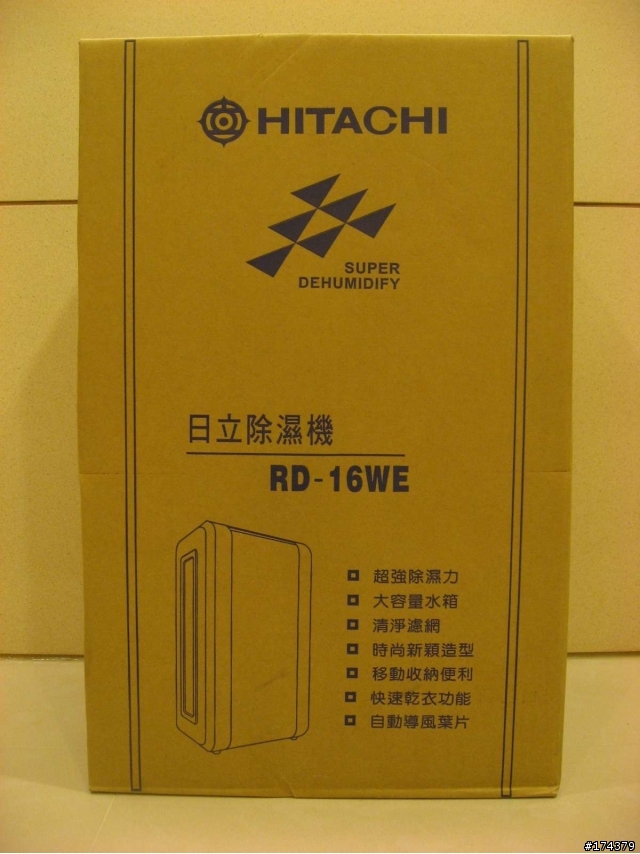 HITACHI
SUPER
DEHUMIDIFY
日立除濕機
RD-16WE
超強除濕力
大容量水箱
清淨濾網
時尚新穎造型
移動收納便利
快速乾衣功能
自動導風葉片
#174379